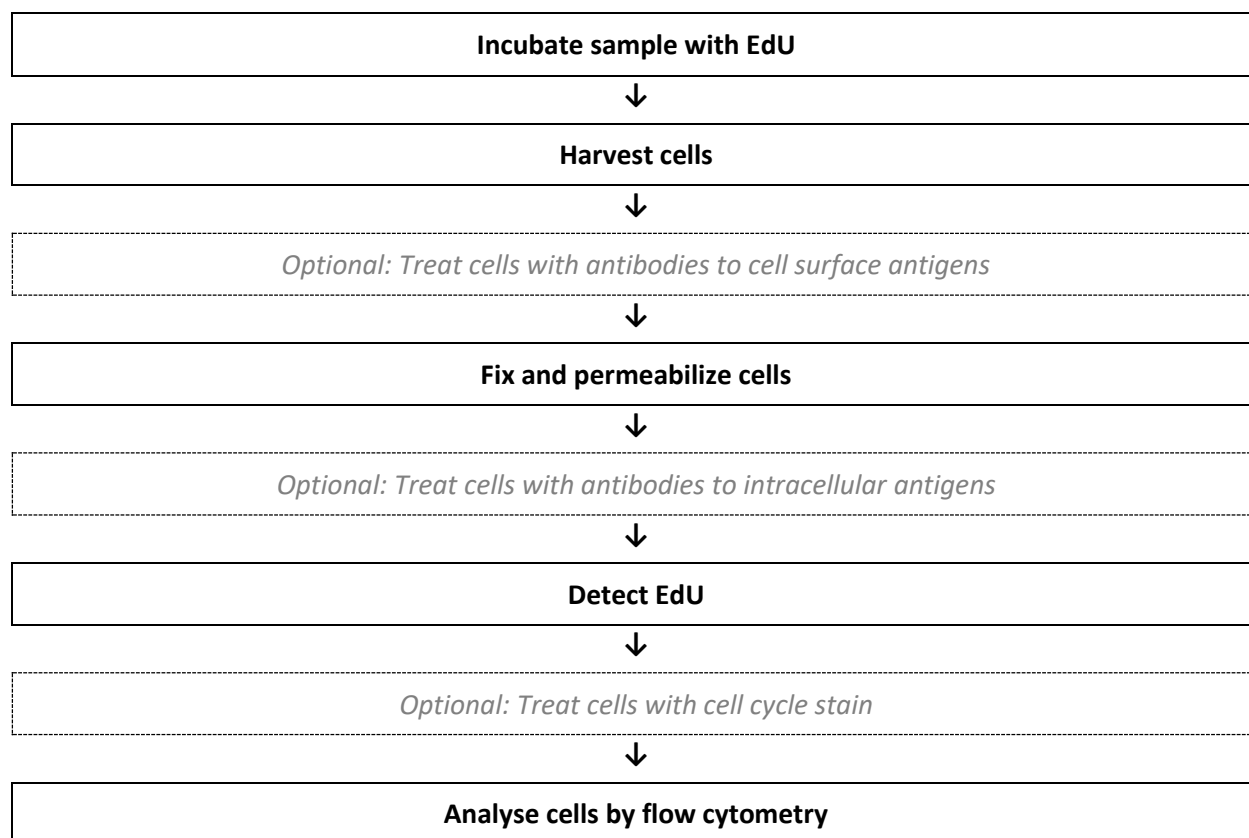 Incubate sample with EdU
↓
Harvest cells
↓
Optional: Treat cells with antibodies to cell surface antigens
↓
Fix and permeabilize cells
↓
Optional: Treat cells with antibodies to intracellular antigens
↓
Detect EdU
↓
Optional: Treat cells with cell cycle stain
↓
Analyse cells by flow cytometry